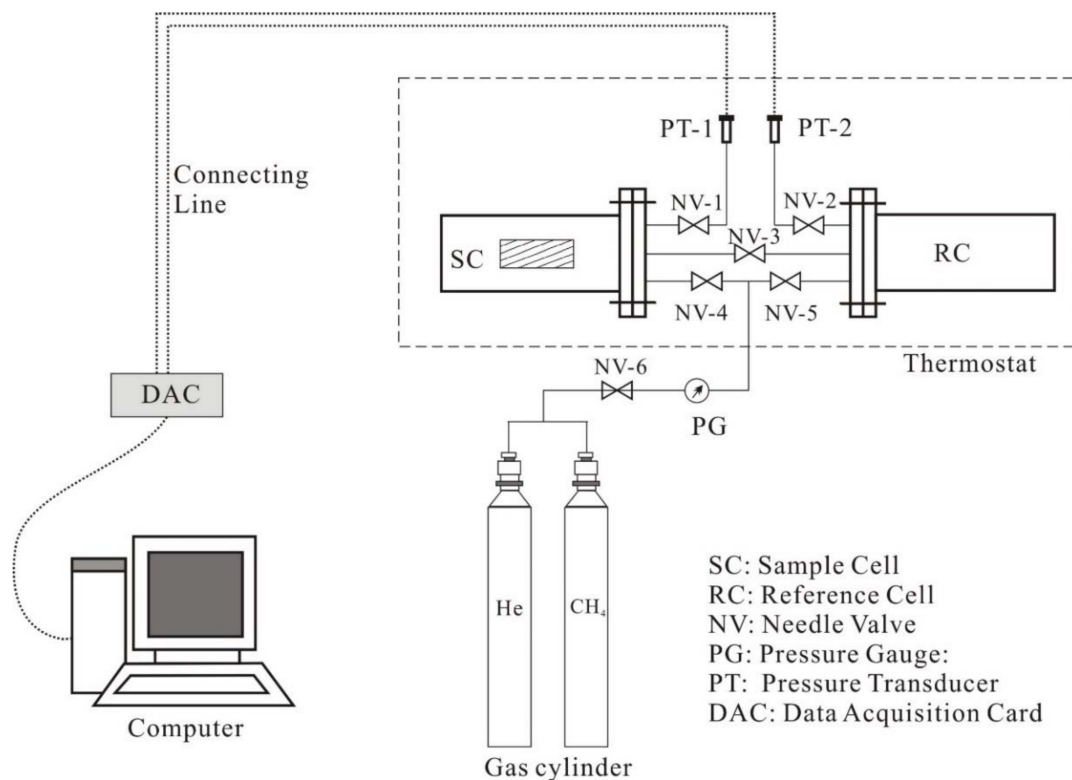 PT-1
PT-2
Connecting
Line
NV-1
NV-2
NV-3
SC
RC
NV-4
NV-5
Thermostat
NV-6
DAC
PG
He
CH₄
SC: Sample Cell
RC: Reference Cell
NV: Needle Valve
PG: Pressure Gauge:
PT: Pressure Transducer
DAC: Data Acquisition Card
Computer
Gas cylinder